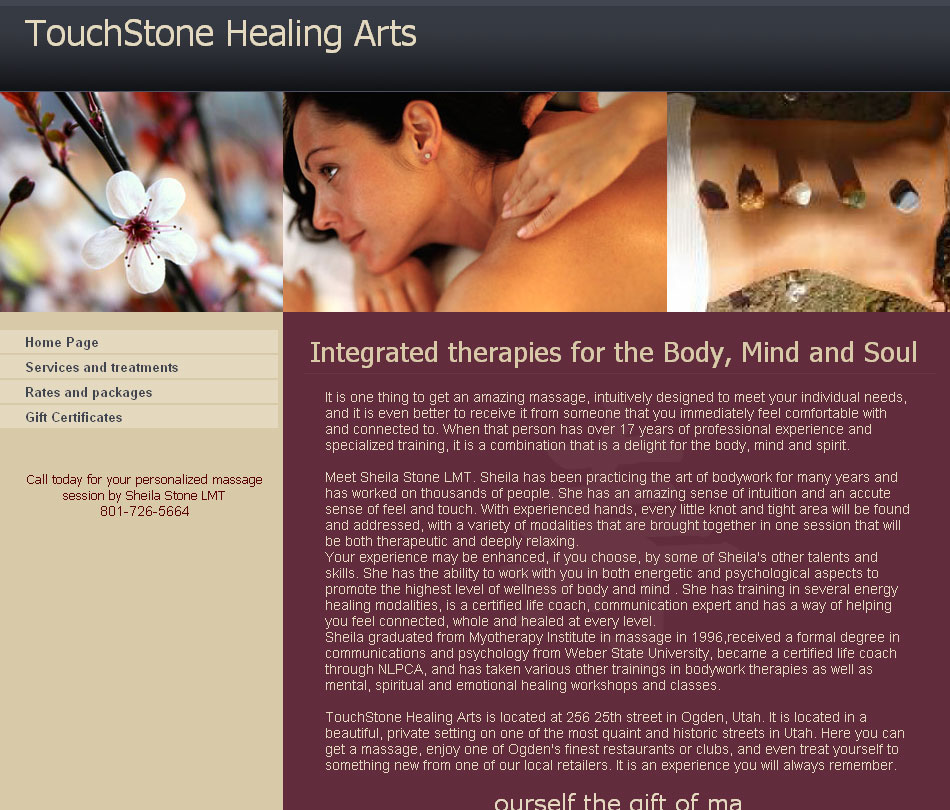 TouchStone Healing Arts
Home Page
Services and treatments
Rates and packages
Gift Certificates
Call today for your personalized massage
session by Sheila Stone LMT
801-726-5664
Integrated therapies for the Body, Mind and Soul
It is one thing to get an amazing massage, intuitively designed to meet your individual needs,
and it is even better to receive it from someone that you immediately feel comfortable with
and connected to. When that person has over 17 years of professional experience and
specialized training, it is a combination that is a delight for the body, mind and spirit.
Meet Sheila Stone LMT. Sheila has been practicing the art of bodywork for many years and
has worked on thousands of people. She has an amazing sense of intuition and an accute
sense of feel and touch. With experienced hands, every little knot and tight area will be found
and addressed, with a variety of modalities that are brought together in one session that will
be both therapeutic and deeply relaxing.
Your experience may be enhanced, if you choose, by some of Sheila's other talents and
skills. She has the ability to work with you in both energetic and psychological aspects to
promote the highest level of wellness of body and mind . She has training in several energy
healing modalities, is a certified life coach, communication expert and has a way of helping
you feel connected, whole and healed at every level.
Sheila graduated from Myotherapy Institute in massage in 1996,received a formal degree in
communications and psychology from Weber State University, became a certified life coach
through NLPCA, and has taken various other trainings in bodywork therapies as well as
mental, spiritual and emotional healing workshops and classes.
TouchStone Healing Arts is located at 256 25th street in Ogden, Utah. It is located in a
beautiful, private setting on one of the most quaint and historic streets in Utah. Here you can
get a massage, enjoy one of Ogden's finest restaurants or clubs, and even treat yourself to
something new from one of our local retailers. It is an experience you will always remember.
ourself the gift of ma